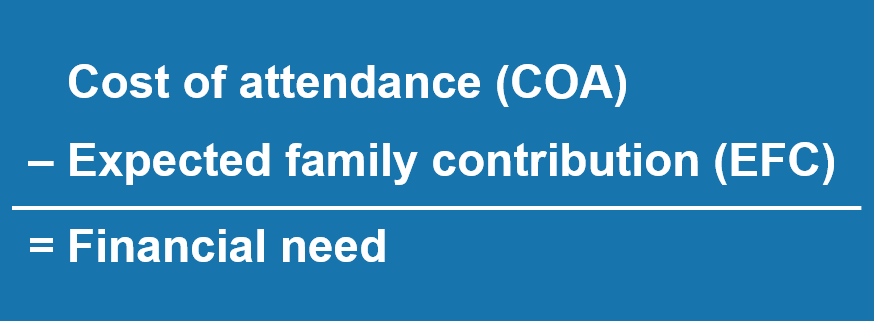 Cost of attendance (COA)
– Expected family contribution (EFC)
= Financial need